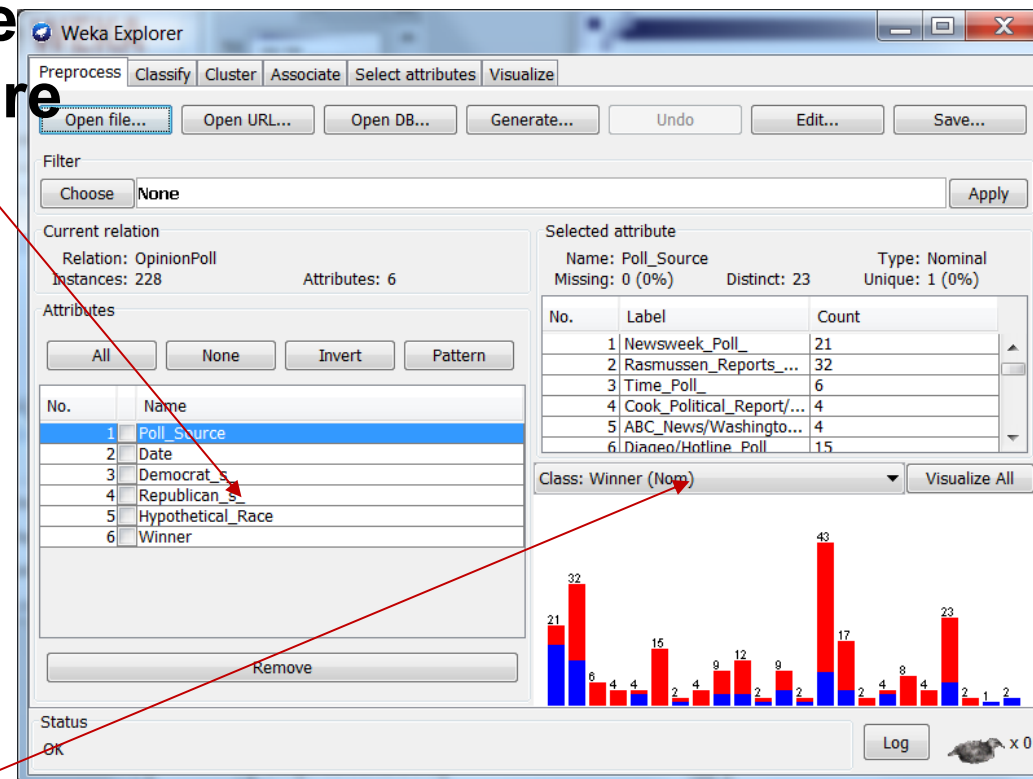 e
Weka Explorer
Preprocess Classify Cluster Associate Select attributes Visualize
re
Open file... Open URL... Open DB... Generate... Undo Edit... Save...
Filter
Choose None Apply
Current relation
Relation: OpinionPoll
Instances: 228 Attributes: 6
Selected attribute
Name: Poll_Source Type: Nominal
Missing: 0 (0%) Distinct: 23 Unique: 1 (0%)
Attributes
All None Invert Pattern
No. Name
1 Poll_Source
2 Date
3 Democrat_s_
4 Republican_s_
5 Hypothetical_Race
6 Winner
Remove
No. Label Count
1 Newsweek_Poll_ 21
2 Rasmussen_Reports_... 32
3 Time_Poll_ 6
4 Cook_Political_Report/... 4
5 ABC_News/Washingto... 4
6 Diageo/Hotline_Poll 15
Class: Winner (Nom) Visualize All
21 32 6 4 4 15 2 4 9 12 2 9 2 43 17 2 4 8 4 23 2 1 2
Status
OK
Log x 0